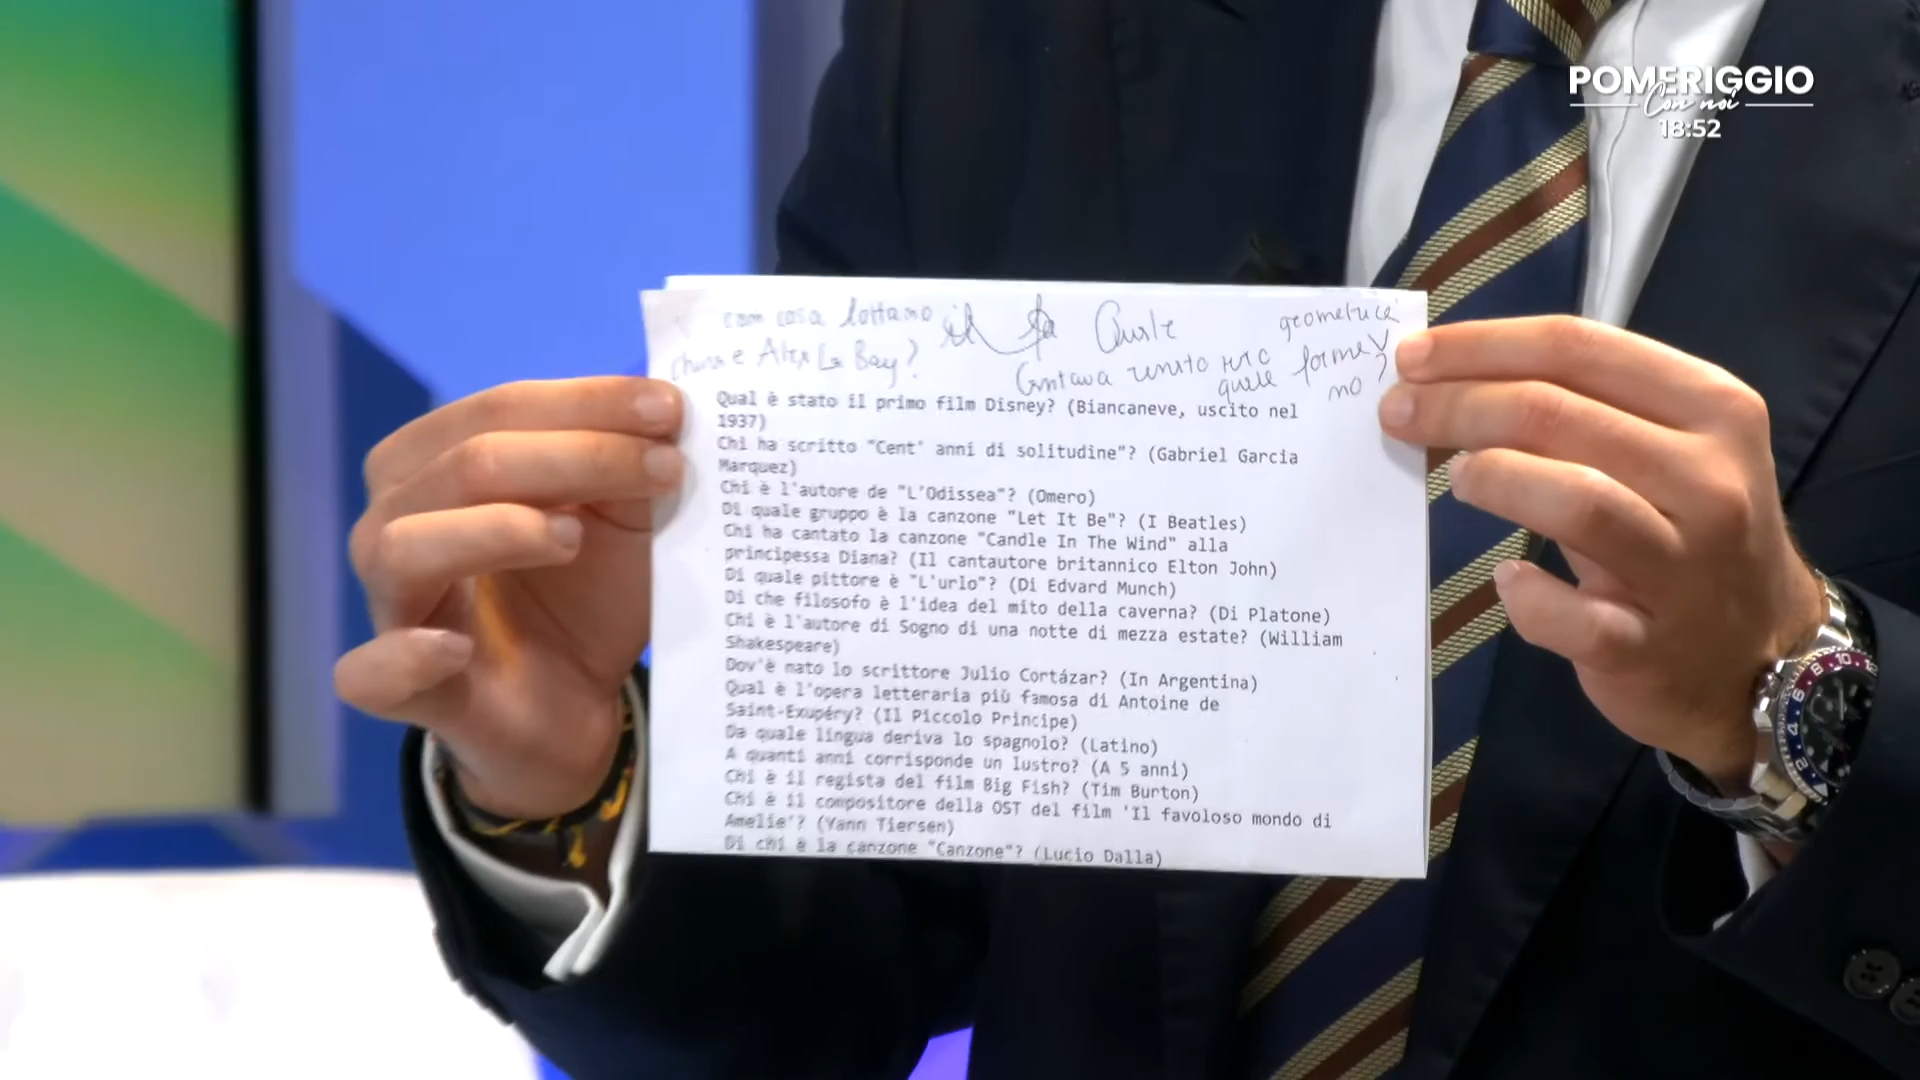 POMERIGGIO
Con noi
18:52
con cosa lottano
e Alex La Bay?
geometrica
Cantava renato
quale forme
no?
Qual è stato il primo film Disney? (Biancaneve, uscito nel
1937)
Chi ha scritto "Cent' anni di solitudine"? (Gabriel Garcia
Marquez)
Chi è l'autore de "L'Odissea"? (Omero)
Di quale gruppo è la canzone "Let It Be"? (I Beatles)
Chi ha cantato la canzone "Candle In The Wind" alla
principessa Diana? (Il cantautore britannico Elton John)
Di quale pittore è "L'urlo"? (Di Edvard Munch)
Di che filosofo è l'idea del mito della caverna? (Di Platone)
Chi è l'autore di Sogno di una notte di mezza estate? (William
Shakespeare)
Dov'è nato lo scrittore Julio Cortázar? (In Argentina)
Qual è l'opera letteraria più famosa di Antoine de
Saint-Exupéry? (Il Piccolo Principe)
Da quale lingua deriva lo spagnolo? (Latino)
A quanti anni corrisponde un lustro? (A 5 anni)
Chi è il regista del film Big Fish? (Tim Burton)
Chi è il compositore della OST del film 'Il favoloso mondo di
Amelie'? (Yann Tiersen)
Di chi è la canzone "Canzone"? (Lucio Dalla)